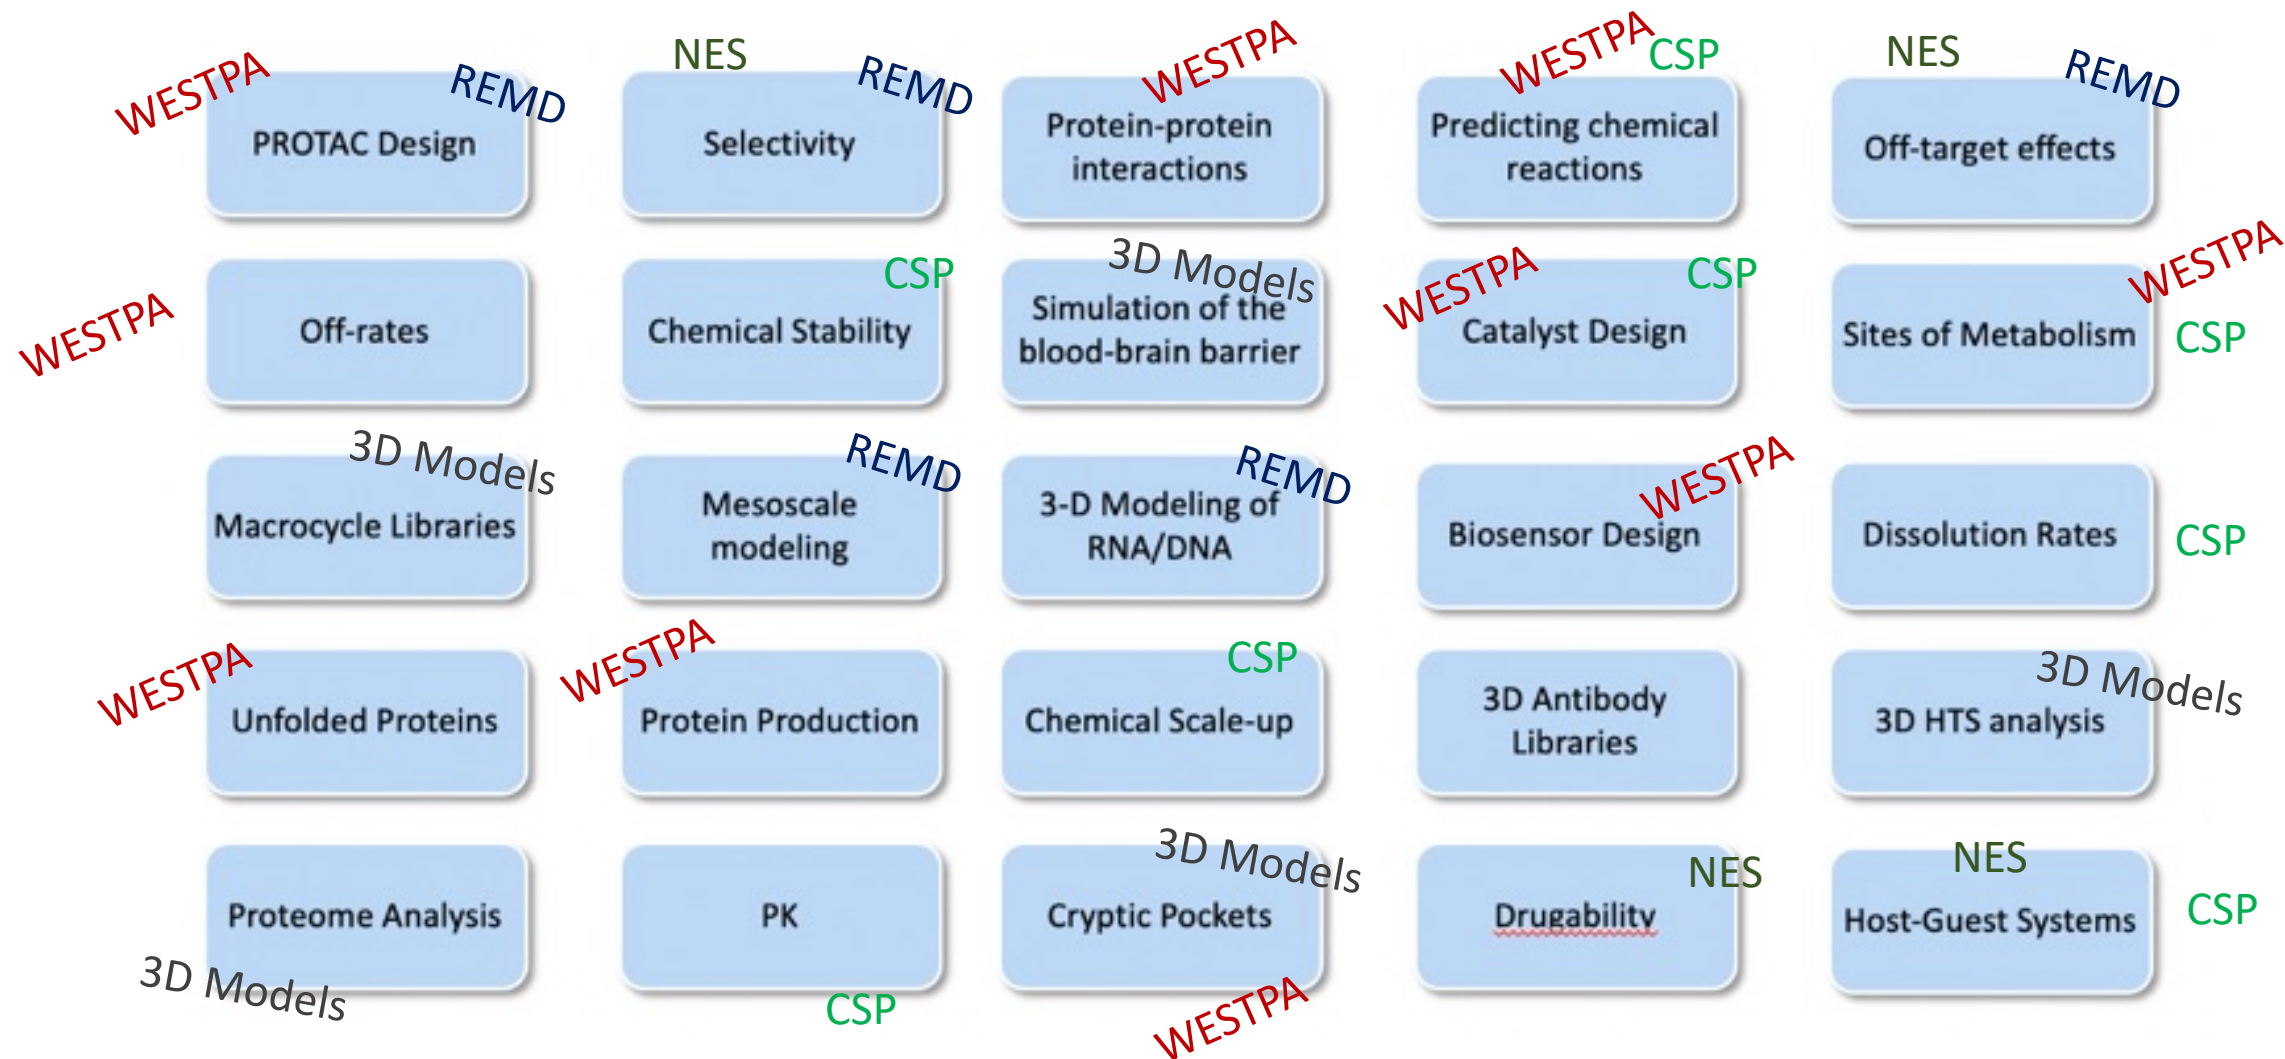 WESTPA
REMD
PROTAC Design
NES
REMD
Selectivity
WESTPA
Protein-protein
interactions
WESTPA
CSP
Predicting chemical
reactions
NES
REMD
Off-target effects
WESTPA
Off-rates
CSP
Chemical Stability
3D Models
Simulation of the
blood-brain barrier
WESTPA
CSP
Catalyst Design
WESTPA
Sites of Metabolism
CSP
3D Models
Macrocycle Libraries
REMD
Mesoscale
modeling
REMD
3-D Modeling of
RNA/DNA
WESTPA
Biosensor Design
Dissolution Rates
CSP
WESTPA
Unfolded Proteins
WESTPA
Protein Production
CSP
Chemical Scale-up
3D Antibody
Libraries
3D Models
3D HTS analysis
Proteome Analysis
3D Models
PK
CSP
3D Models
Cryptic Pockets
WESTPA
NES
Drugability
NES
Host-Guest Systems
CSP